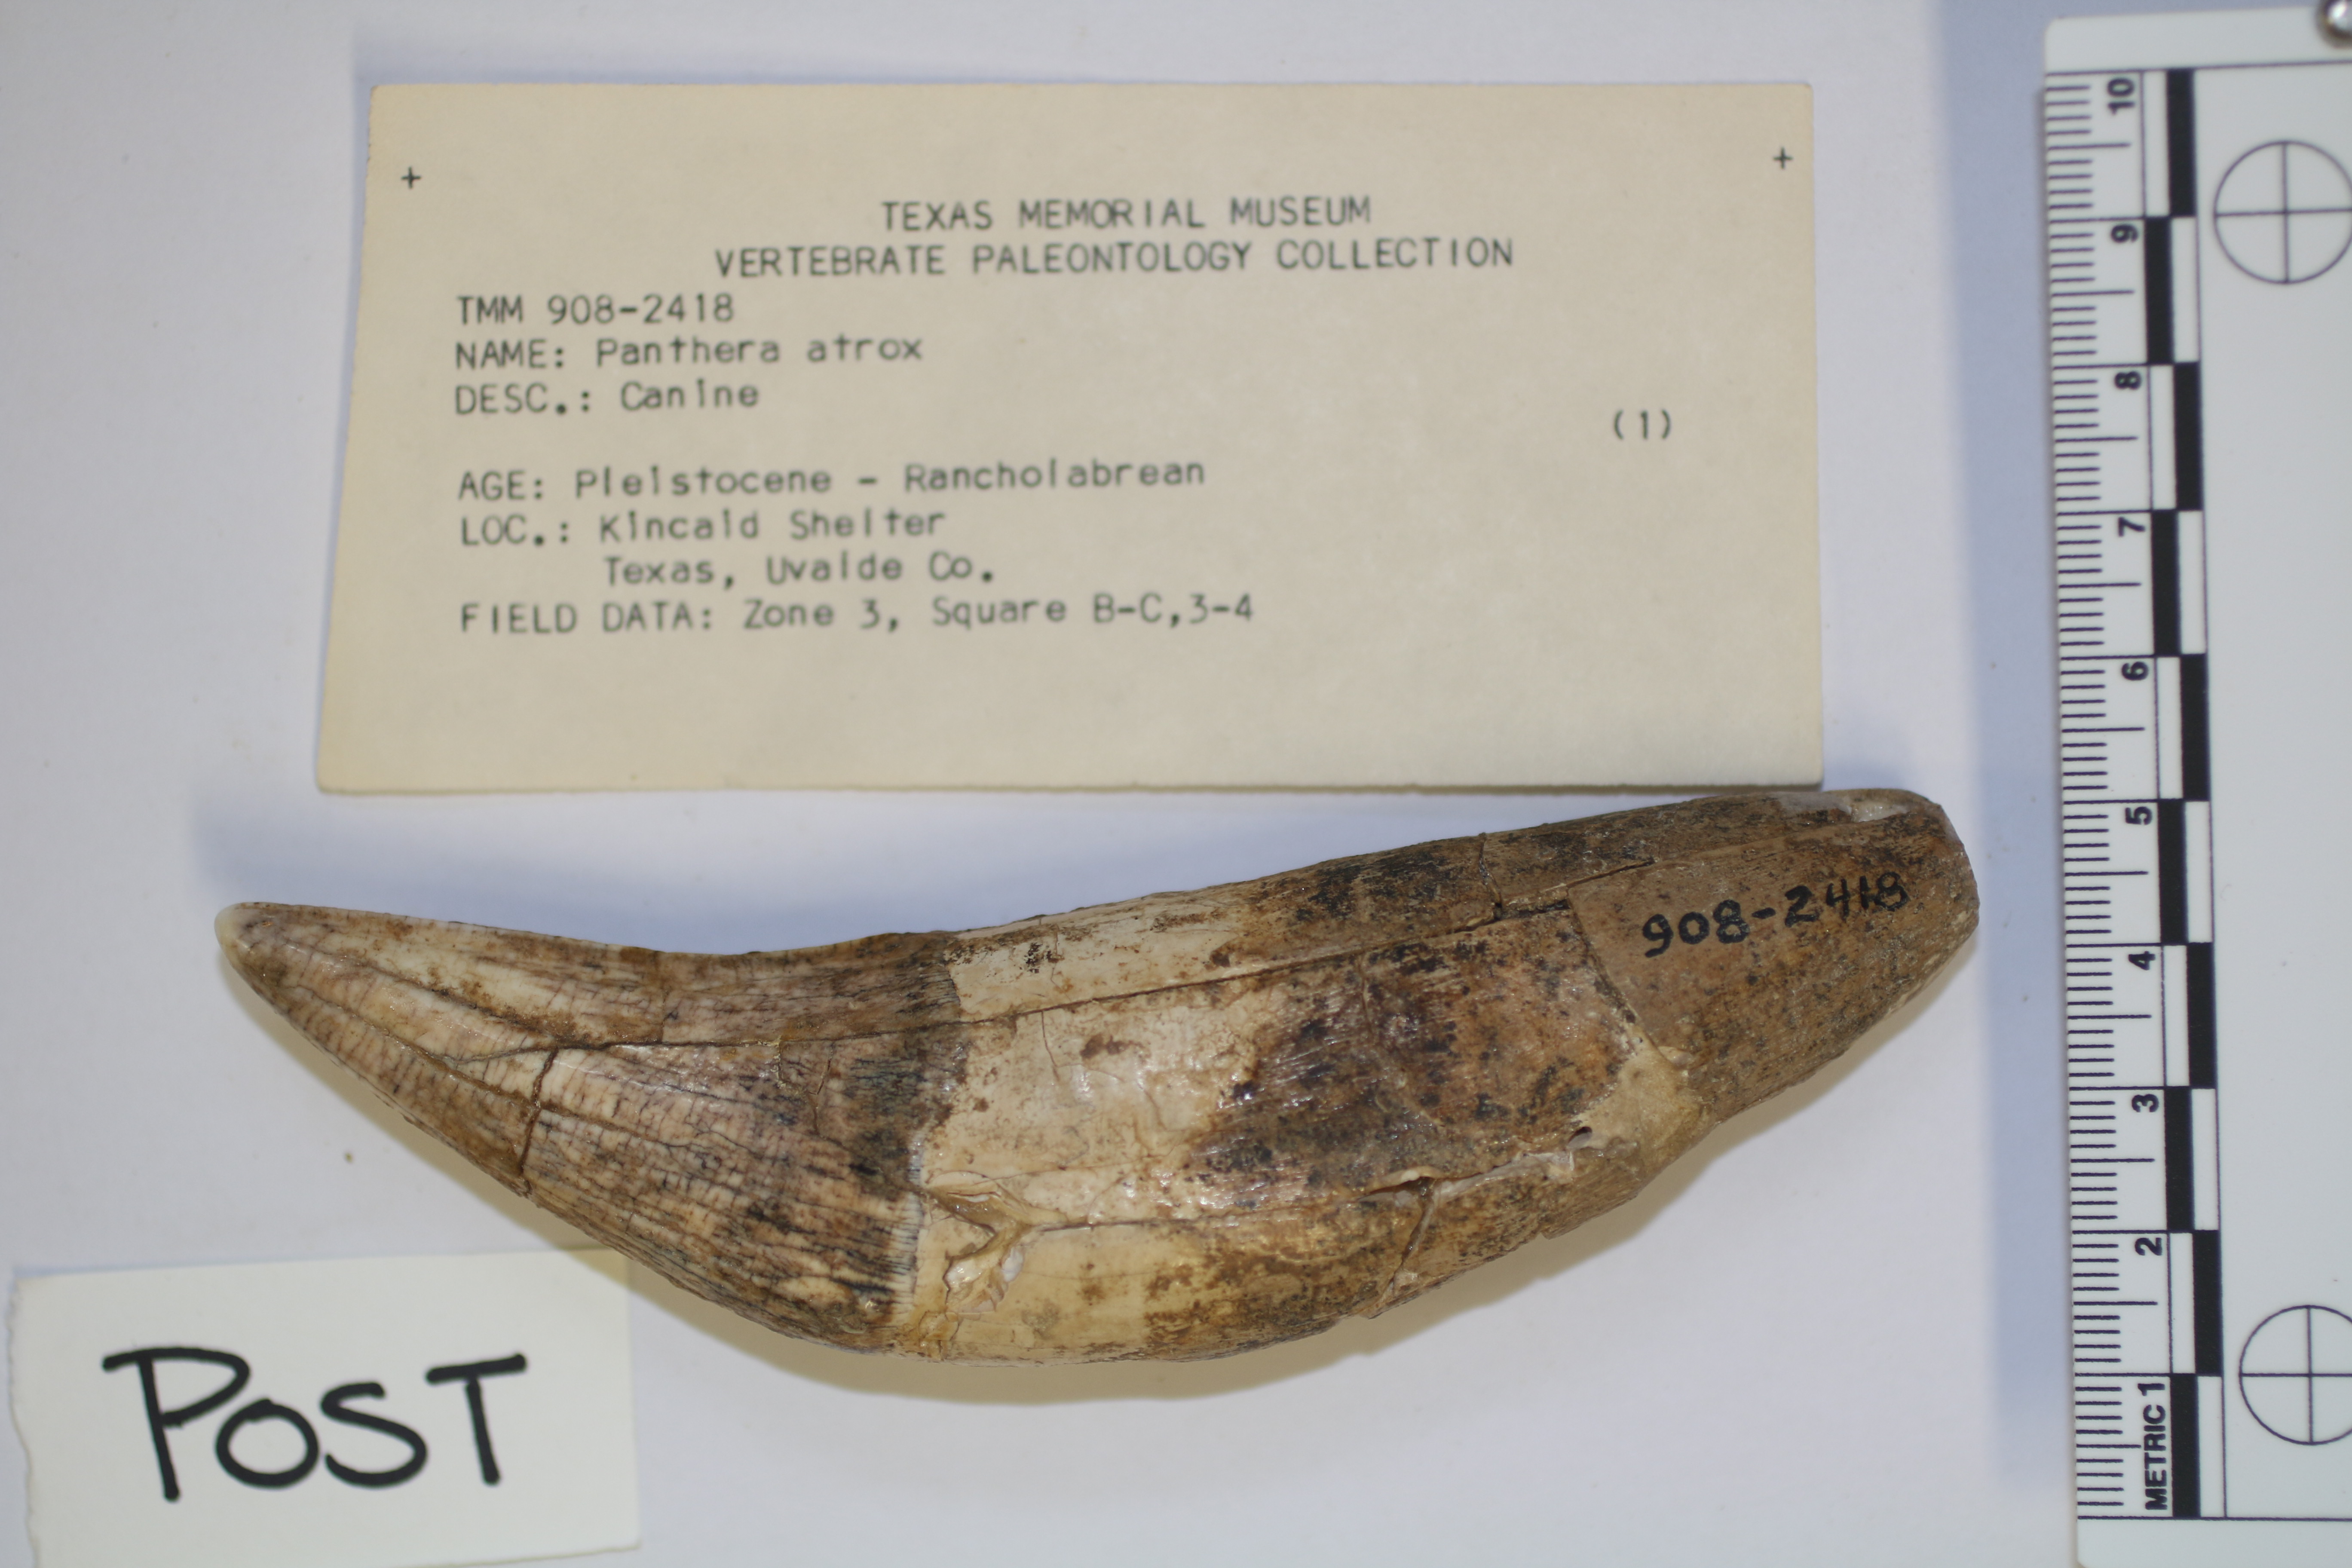 + +
TEXAS MEMORIAL MUSEUM
VERTEBRATE PALEONTOLOGY COLLECTION
TMM 908-2418
NAME: Panthera atrox
DESC.: Canine
(1)
AGE: Pleistocene - Rancholabrean
LOC.: Kincaid Shelter
Texas, Uvalde Co.
FIELD DATA: Zone 3, Square B-C,3-4
908-2418
POST
10
9
8
7
6
5
4
3
2
METRIC 1